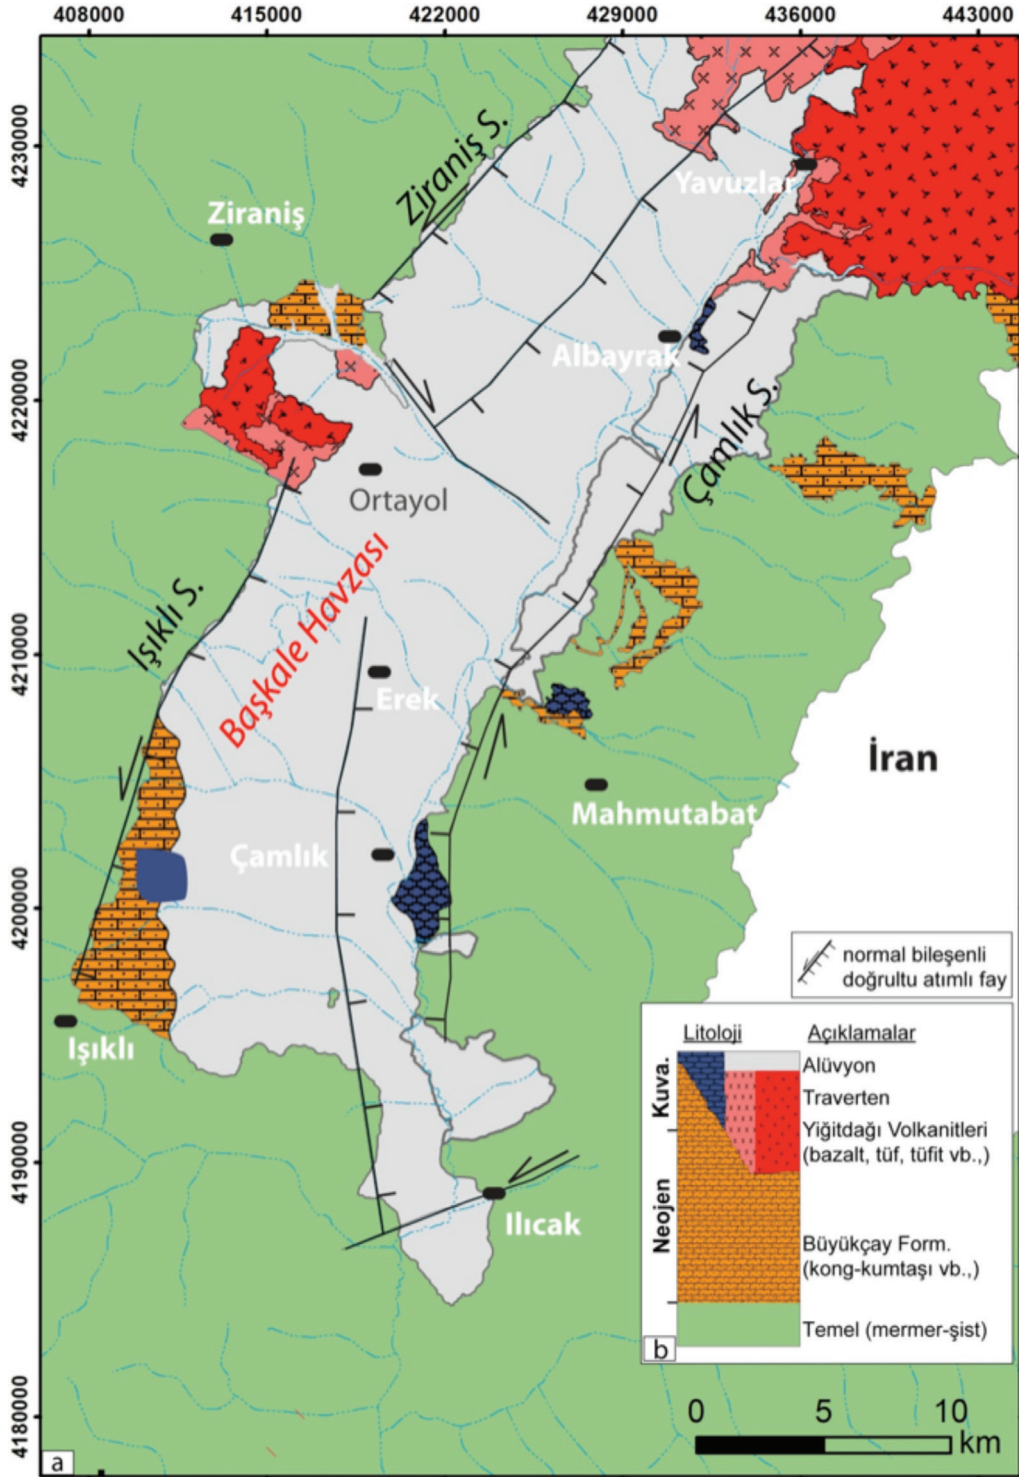 408000 415000 422000 429000 436000 443000
4230000
4220000
4210000
4200000
4190000
4180000
Ziraniş S.
Yavuzlar
Ziraniş
Albayrak
Çamlık S.
Ortayol
Işıklı S.
Başkale Havzası
Erek
İran
Mahmutabat
Çamlık
Işıklı
Ilıcak
normal bileşenli
doğrultu atımlı fay
Litoloji Açıklamalar
Kuva.
Neojen
Alüvyon
Traverten
Yiğitdağı Volkanitleri
(bazalt, tüf, tüfit vb.,)
Büyükçay Form.
(kong-kumtaşı vb.,)
Temel (mermer-şist)
b
0 5 10
km
a